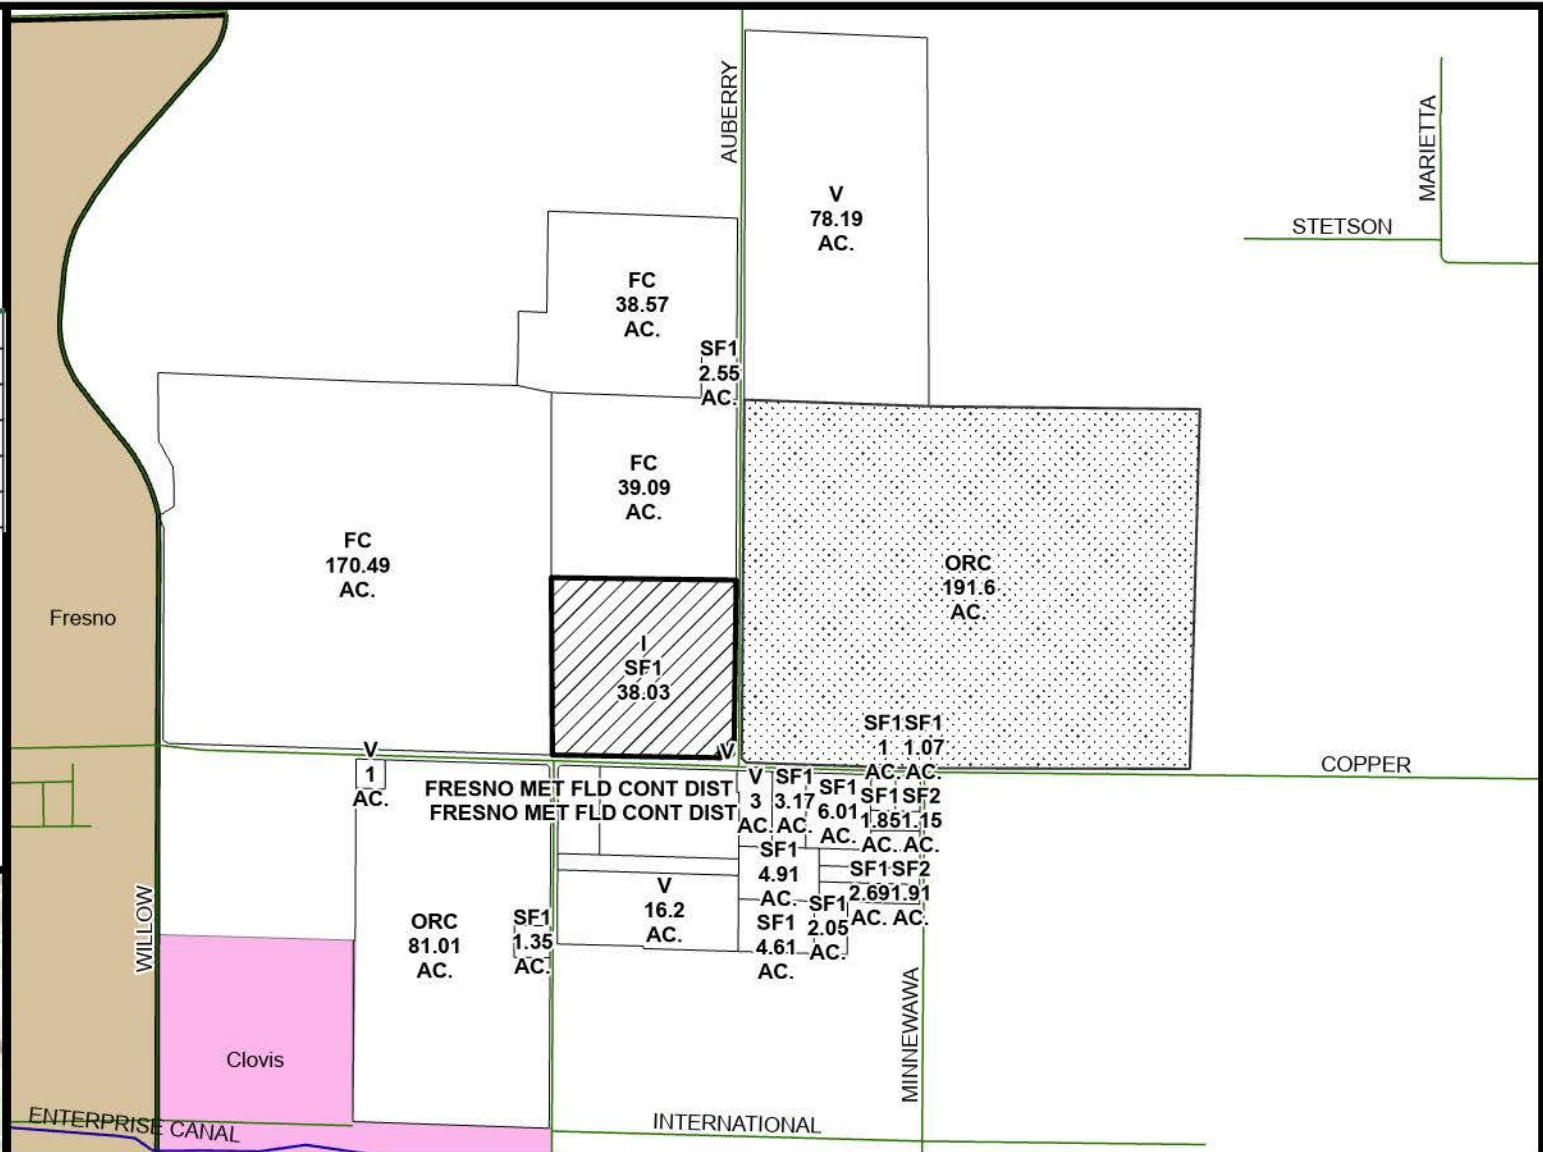 AUBERRY
MARIETTA
STETSON
V
78.19
AC.
FC
38.57
AC.
SF1
2.55
AC.
FC
39.09
AC.
FC
170.49
AC.
ORC
191.6
AC.
Fresno
I
SF1
38.03
V
SF1 SF1
1 1.07
AC. AC.
COPPER
V
1
AC.
FRESNO MET FLD CONT DIST
FRESNO MET FLD CONT DIST
V
3
AC.
SF1
3.17
AC.
SF1
6.01
AC.
SF1 SF2
1.85 1.15
AC. AC.
SF1
4.91
AC.
SF1 SF2
2.69 1.91
AC. AC.
V
16.2
AC.
SF1
2.05
AC.
SF1
4.61
AC.
ORC
81.01
AC.
SF1
1.35
AC.
WILLOW
MINNEWAWA
Clovis
ENTERPRISE CANAL
INTERNATIONAL